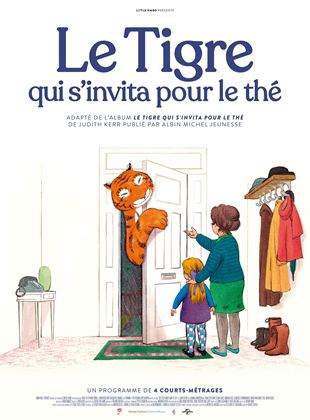 LITTLE KMBO PRÉSENTE
Le Tigre
qui s'invita pour le thé
ADAPTÉ DE L'ALBUM LE TIGRE QUI S'INVITA POUR LE THÉ
DE JUDITH KERR PUBLIÉ PAR ALBIN MICHEL JEUNESSE
UN PROGRAMME DE 4 COURTS-MÉTRAGES